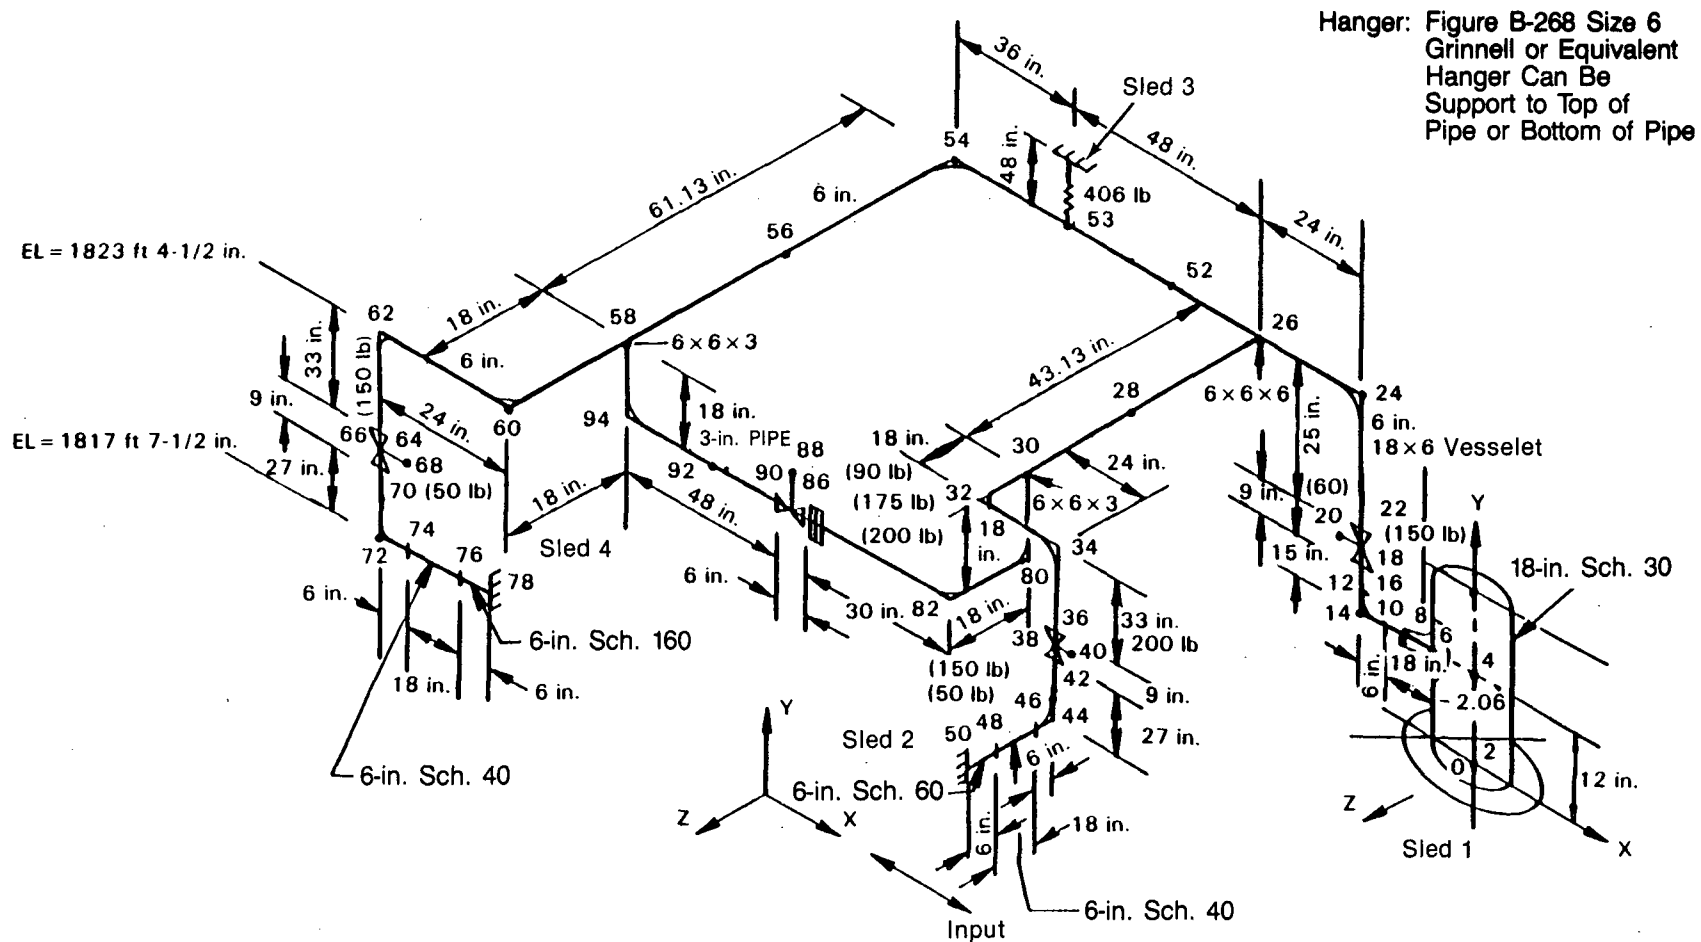 Hanger: Figure B-268 Size 6
Grinnell or Equivalent
Hanger Can Be
Support to Top of
Pipe or Bottom of Pipe
36 in.
Sled 3
48 in.
54
48 in.
406 lb
53
24 in.
61.13 in.
6 in.
56
52
EL = 1823 ft 4-1/2 in.
18 in.
58
26
62
6 × 6 × 3
33 in.
(150 lb)
6 in.
43.13 in.
28
6 × 6 × 6
24
9 in.
24 in.
60
94
18 in.
3-in. PIPE
18 in.
30
25 in.
6 in.
18 × 6 Vesselet
EL = 1817 ft 7-1/2 in.
66
64
68
88
92
90
86
(90 lb)
24 in.
27 in.
70 (50 lb)
(175 lb)
32
6 × 6 × 3
9 in.
(60)
20
22
(150 lb)
Y
18 in.
48 in.
(200 lb)
18 in.
34
18
15 in.
74
72
76
78
Sled 4
80
12
16
18-in. Sch. 30
6 in.
6 in.
30 in.
82
18 in.
36
33 in.
14
10
8
6
38
40
200 lb
18 in.
4
6-in. Sch. 160
(150 lb)
42
6 in.
18 in.
6 in.
(50 lb)
9 in.
- 2.06
46
44
Y
Sled 2
50
48
27 in.
2
0
6-in. Sch. 40
6 in.
12 in.
6-in. Sch. 60
Z
X
6 in.
18 in.
Z
Sled 1
X
6-in. Sch. 40
Input